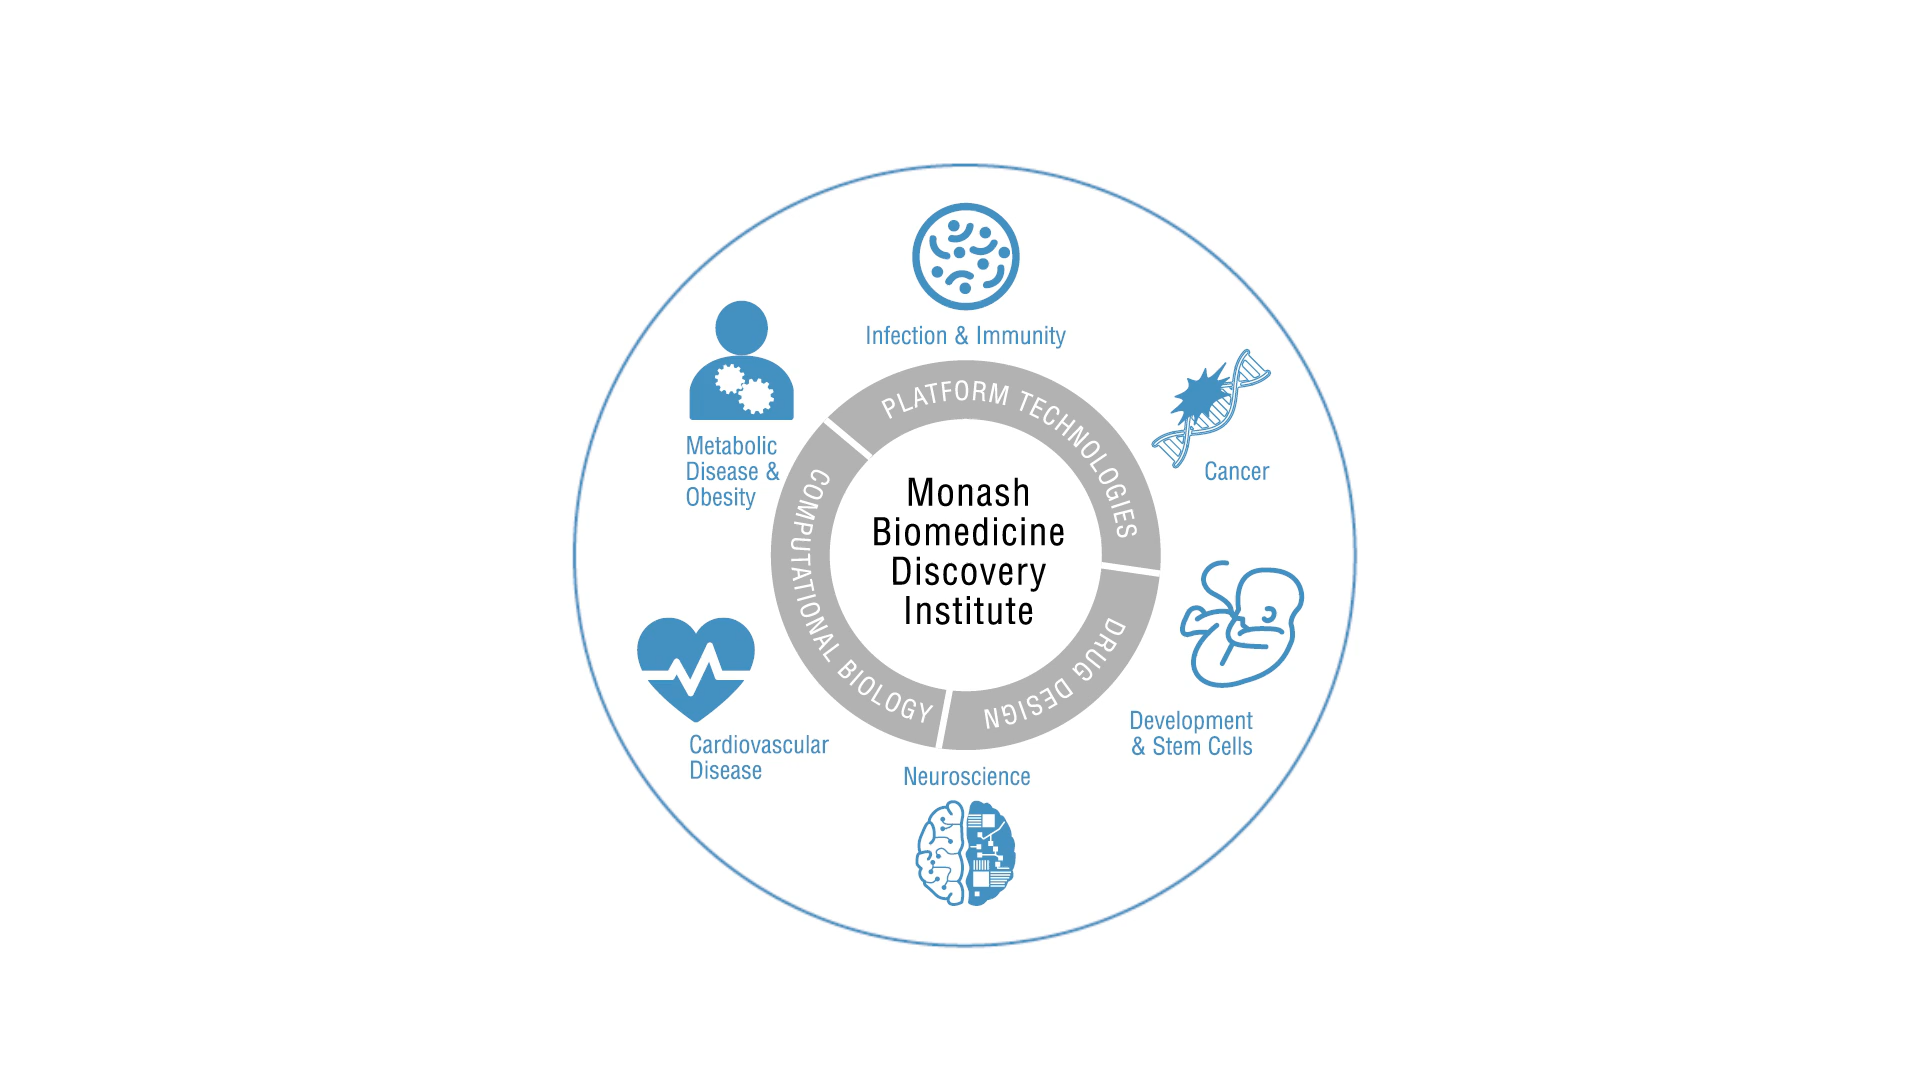 Infection & Immunity
Metabolic
Disease &
Obesity
Cancer
PLATFORM TECHNOLOGIES
COMPUTATIONAL BIOLOGY
DRUG DESIGN
Monash
Biomedicine
Discovery
Institute
Development
& Stem Cells
Cardiovascular
Disease
Neuroscience